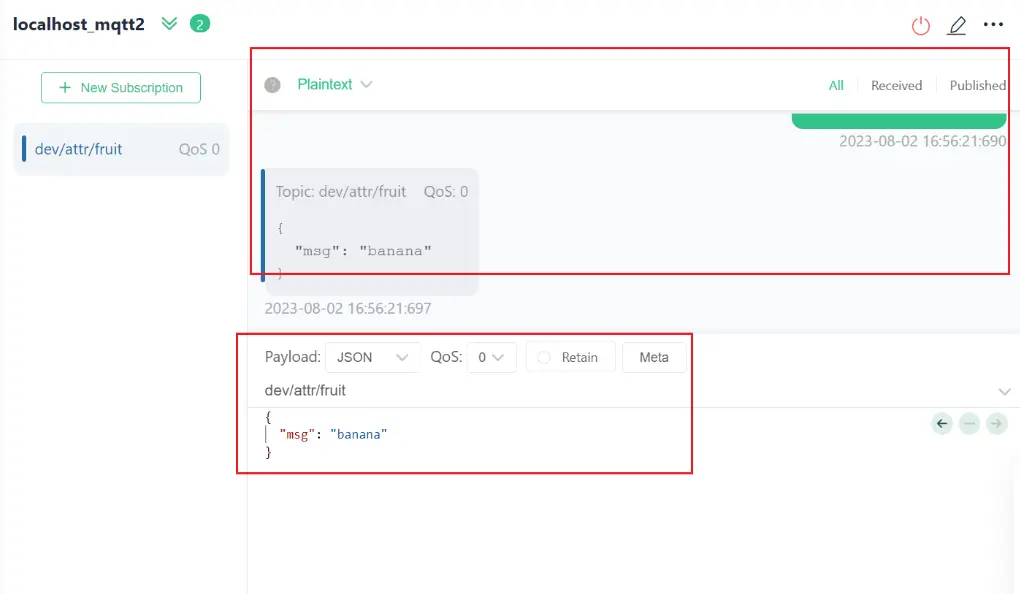 localhost_mqtt2 2
+ New Subscription
dev/attr/fruit QoS 0
? Plaintext All Received Published
2023-08-02 16:56:21:690
Topic: dev/attr/fruit QoS: 0
{
"msg": "banana"
}
2023-08-02 16:56:21:697
Payload: JSON QoS: 0 Retain Meta
dev/attr/fruit
{
"msg": "banana"
}